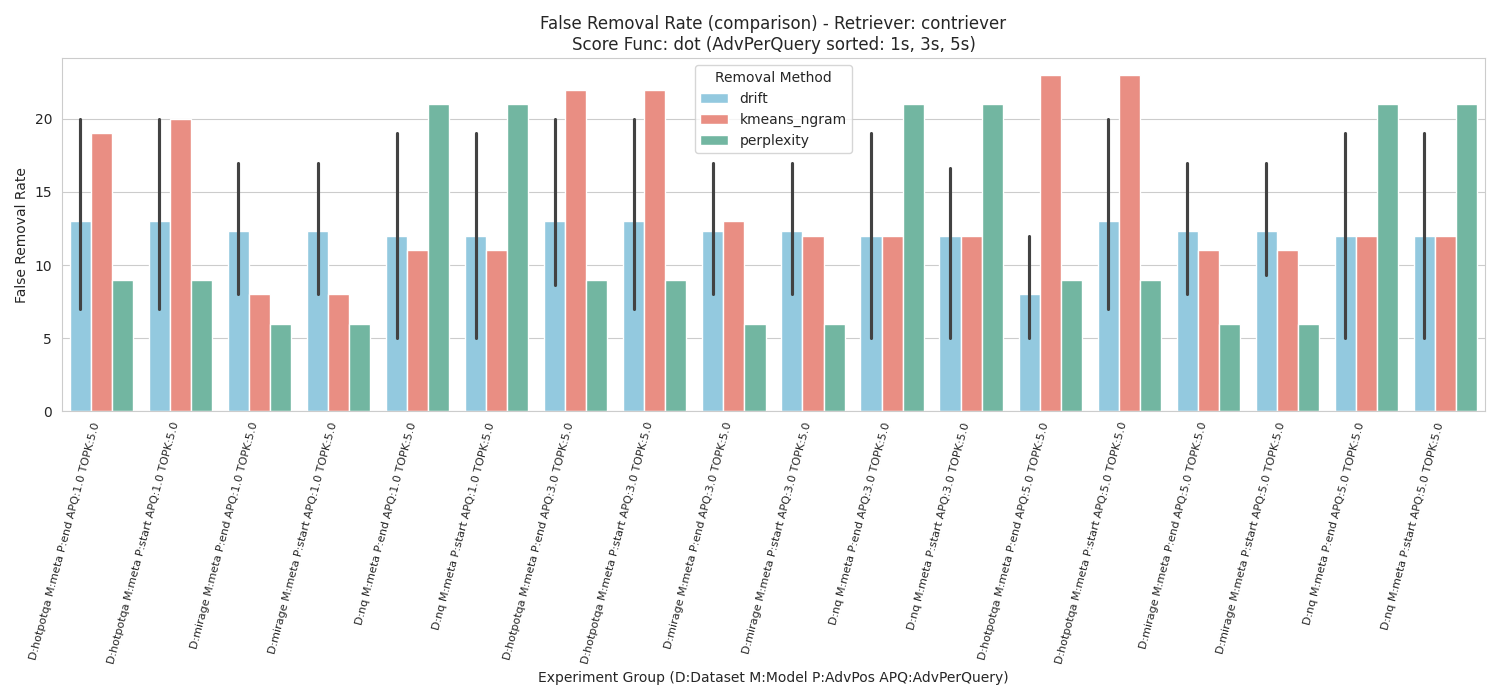 False Removal Rate (comparison) - Retriever: contriever
Score Func: dot (AdvPerQuery sorted: 1s, 3s, 5s)
Removal Method
drift
kmeans_ngram
perplexity
False Removal Rate
20
15
10
5
0
D:hotpotqa M:meta P:end APQ:1.0 TOPK:5.0
D:hotpotqa M:meta P:start APQ:1.0 TOPK:5.0
D:mirage M:meta P:end APQ:1.0 TOPK:5.0
D:mirage M:meta P:start APQ:1.0 TOPK:5.0
D:nq M:meta P:end APQ:1.0 TOPK:5.0
D:nq M:meta P:start APQ:1.0 TOPK:5.0
D:hotpotqa M:meta P:end APQ:3.0 TOPK:5.0
D:hotpotqa M:meta P:start APQ:3.0 TOPK:5.0
D:mirage M:meta P:end APQ:3.0 TOPK:5.0
D:mirage M:meta P:start APQ:3.0 TOPK:5.0
D:nq M:meta P:end APQ:3.0 TOPK:5.0
D:nq M:meta P:start APQ:3.0 TOPK:5.0
D:hotpotqa M:meta P:end APQ:5.0 TOPK:5.0
D:hotpotqa M:meta P:start APQ:5.0 TOPK:5.0
D:mirage M:meta P:end APQ:5.0 TOPK:5.0
D:mirage M:meta P:start APQ:5.0 TOPK:5.0
D:nq M:meta P:end APQ:5.0 TOPK:5.0
D:nq M:meta P:start APQ:5.0 TOPK:5.0
Experiment Group (D:Dataset M:Model P:AdvPos APQ:AdvPerQuery)